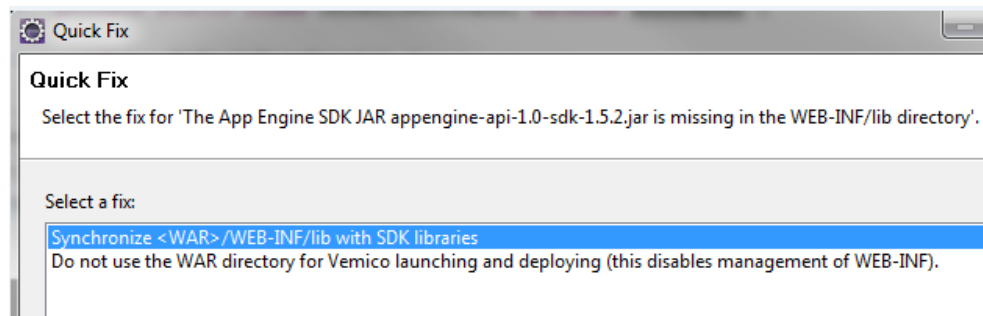 Quick Fix
Quick Fix
Select the fix for 'The App Engine SDK JAR appengine-api-1.0-sdk-1.5.2.jar is missing in the WEB-INF/lib directory'.
Select a fix:
Synchronize <WAR>/WEB-INF/lib with SDK libraries
Do not use the WAR directory for Vemico launching and deploying (this disables management of WEB-INF).